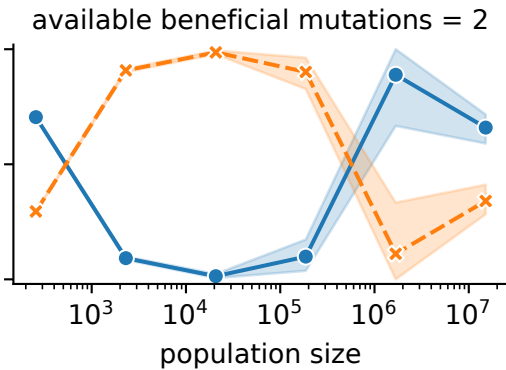 available beneficial mutations = 2
10³ 10⁴ 10⁵ 10⁶ 10⁷
population size